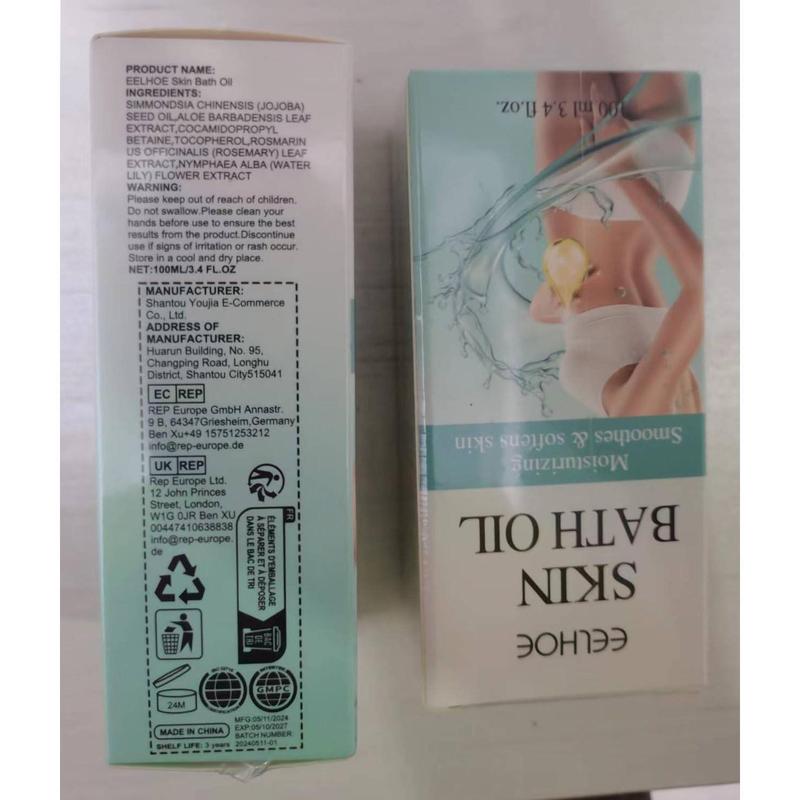 PRODUCT NAME:
EELHOE Skin Bath Oil
INGREDIENTS:
SIMMONDSIA CHINENSIS (JOJOBA)
SEED OIL,ALOE BARBADENSIS LEAF
EXTRACT,COCAMIDOPROPYL
BETAINE,TOCOPHEROL,ROSMARIN
US OFFICINALIS (ROSEMARY) LEAF
EXTRACT,NYMPHAEA ALBA (WATER
LILY) FLOWER EXTRACT
WARNING:
Please keep out of reach of children.
Do not swallow.Please clean your
hands before use to ensure the best
results from the product.Discontinue
use if signs of irritation or rash occur.
Store in a cool and dry place.
NET:100ML/3.4 FL.OZ
MANUFACTURER:
Shantou Youjia E-Commerce
Co., Ltd.
ADDRESS OF
MANUFACTURER:
Huarun Building, No. 95,
Changping Road, Longhu
District, Shantou City515041
EC REP
REP Europe GmbH Annastr.
9 B, 64347Griesheim,Germany
Ben Xu+49 15751253212
info@rep-europe.de
UK REP
Rep Europe Ltd.
12 John Princes
Street, London,
W1G 0JR Ben XU
00447410638838
info@rep-europe.
de
FR
ÉLÉMENTS D'EMBALLAGE
À SÉPARER ET À DÉPOSER
DANS LE BAC DE TRI
BAC
DE
TRI
24M
ISO 22716
GMPC
MADE IN CHINA
SHELF LIFE: 3 years
MFG:05/11/2024
EXP:05/10/2027
BATCH NUMBER:
20240511-01
EELHOE
SKIN
BATH OIL
Moisturizing
Smoothes & softens skin
100 ml 3.4 fl.oz.